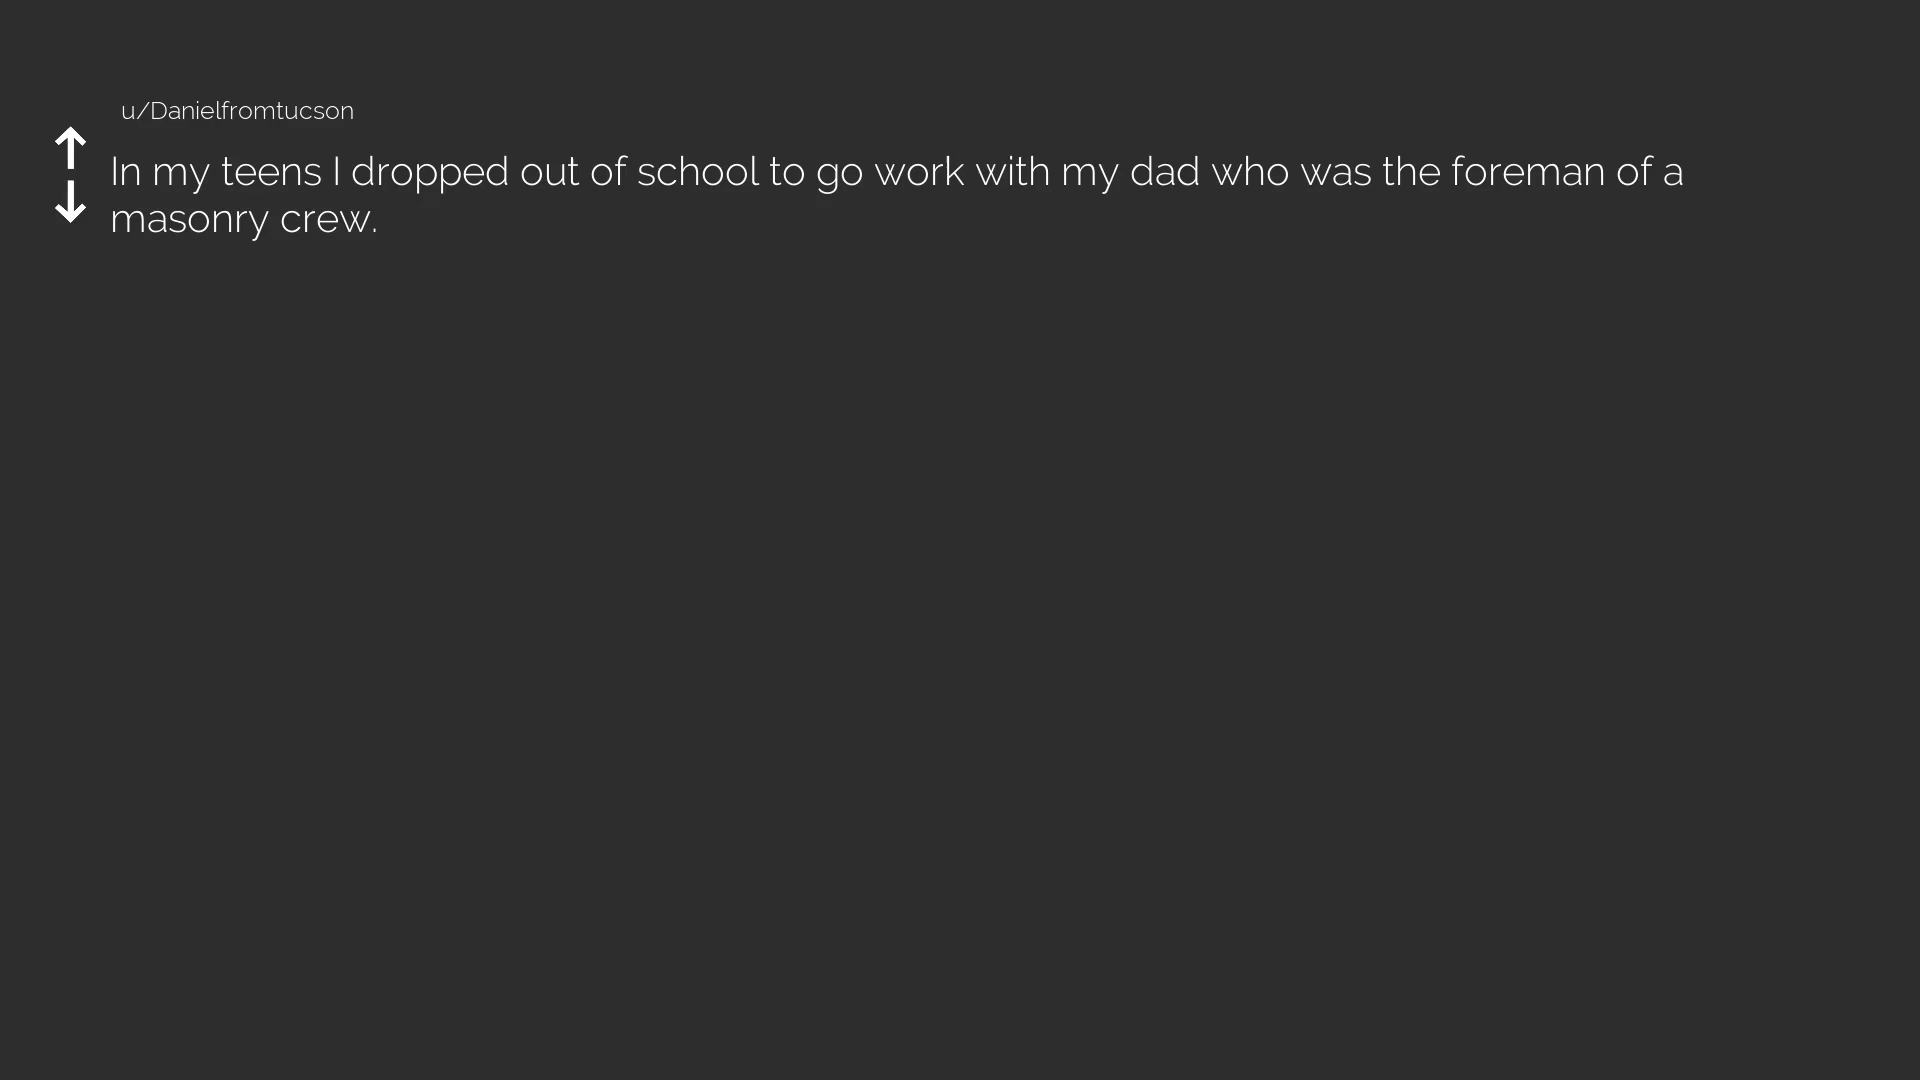 u/Danielfromtucson
In my teens I dropped out of school to go work with my dad who was the foreman of a
masonry crew.